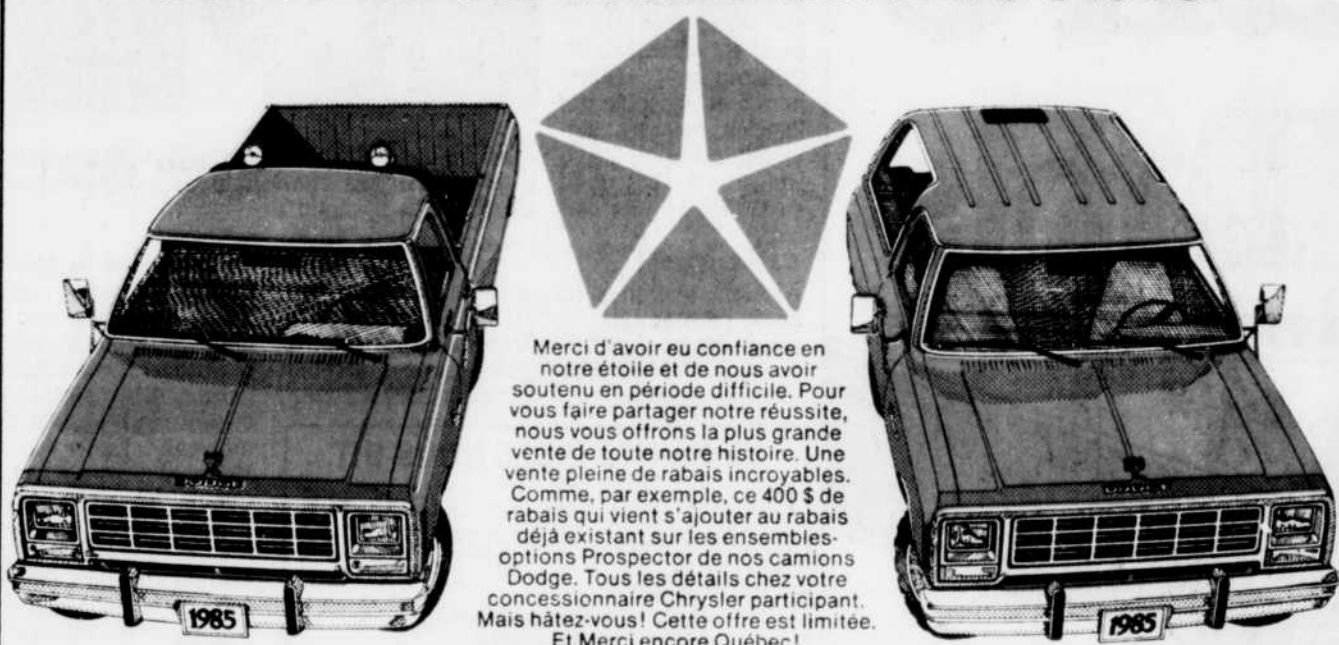 Merci d'avoir eu confiance en
notre étoile et de nous avoir
soutenu en période difficile. Pour
vous faire partager notre réussite,
nous vous offrons la plus grande
vente de toute notre histoire. Une
vente pleine de rabais incroyables.
Comme, par exemple, ce 400 $ de
rabais qui vient s'ajouter au rabais
déjà existant sur les ensembles-
options Prospector de nos camions
Dodge. Tous les détails chez votre
concessionnaire Chrysler participant.
Mais hâtez-vous! Cette offre est limitée.
Et Merci encore Québec!
DODGE
1985
DODGE
1985